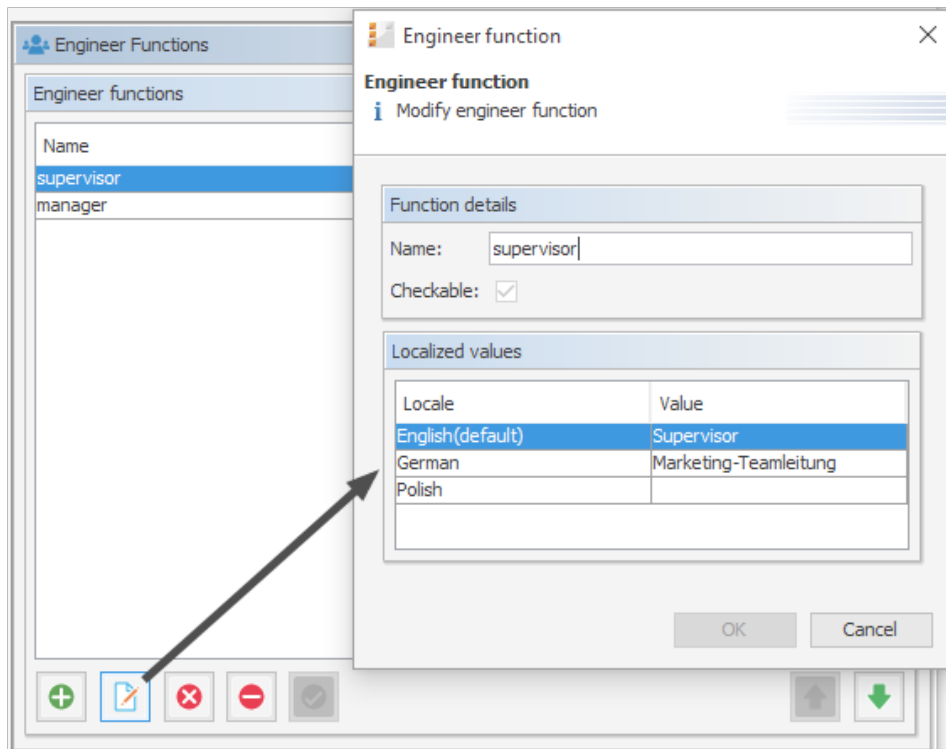 Engineer Functions
Engineer functions
Name
supervisor
manager
Engineer function
Engineer function
Modify engineer function
Function details
Name: supervisor
Checkable:
Localized values
Locale Value
English(default) Supervisor
German Marketing-Teamleitung
Polish
OK Cancel